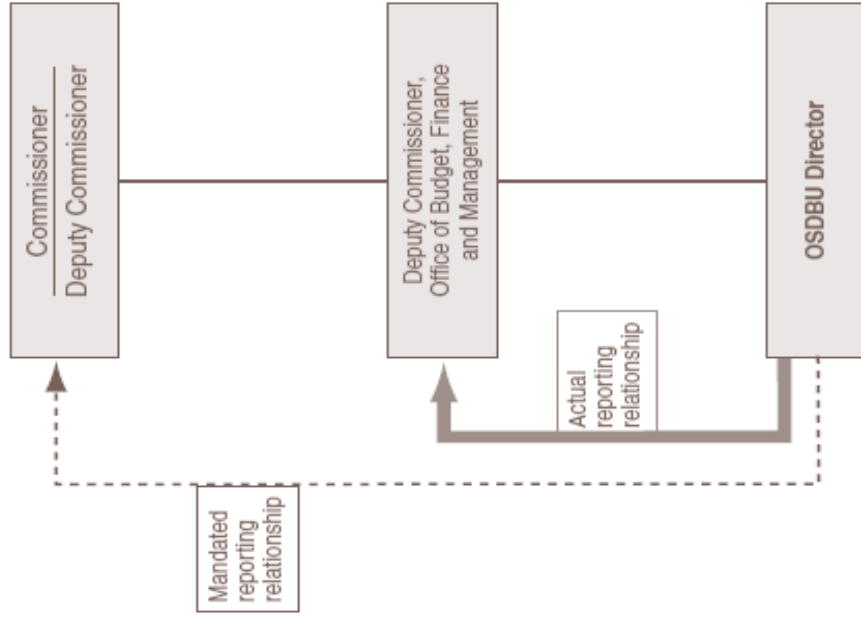 Commissioner
Deputy Commissioner
Deputy Commissioner,
Office of Budget, Finance
and Management
OSDBU Director
Actual
reporting
relationship
Mandated
reporting
relationship